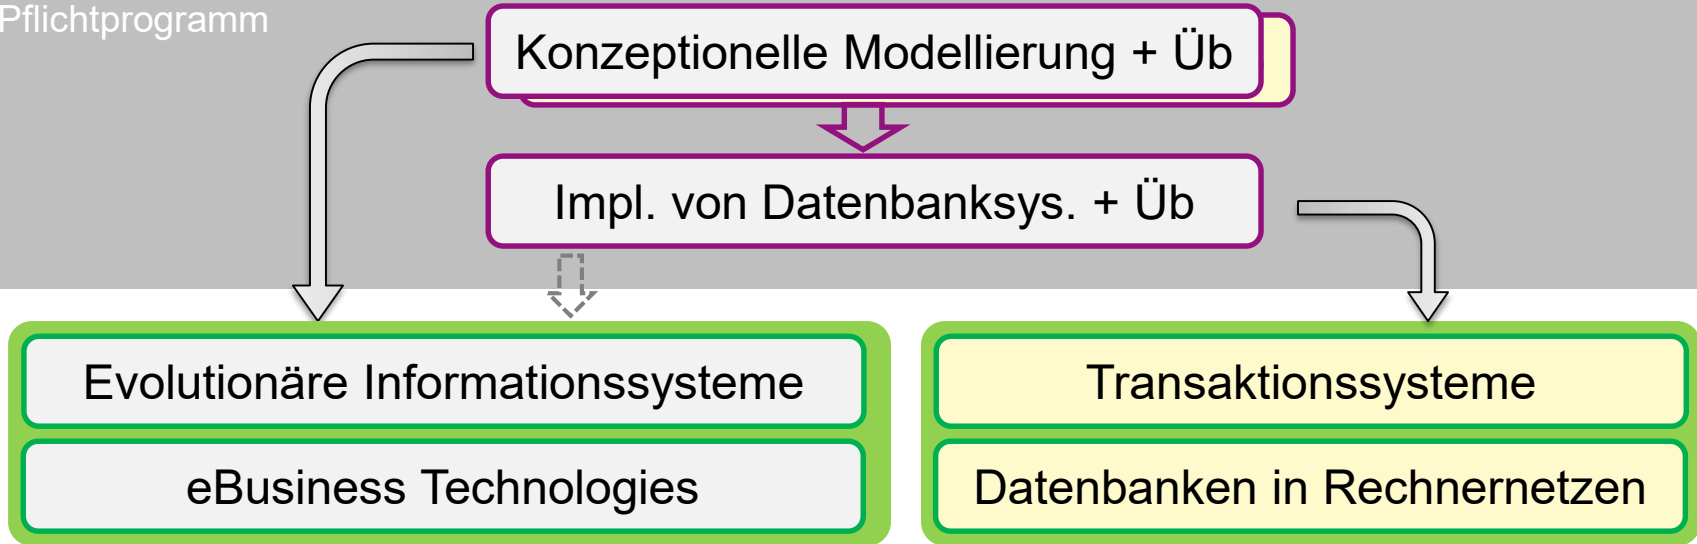 Pflichtprogramm
Konzeptionelle Modellierung + Üb
Impl. von Datenbanksys. + Üb
Evolutionäre Informationssysteme
Transaktionssysteme
eBusiness Technologies
Datenbanken in Rechnernetzen